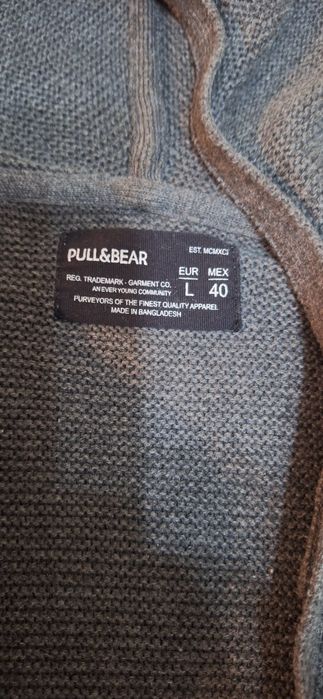 PULL&BEAR
EST. MCMXCI
EUR MEX
L 40
REG. TRADEMARK - GARMENT CO.
AN EVER YOUNG COMMUNITY
PURVEYORS OF THE FINEST QUALITY APPAREL
MADE IN BANGLADESH